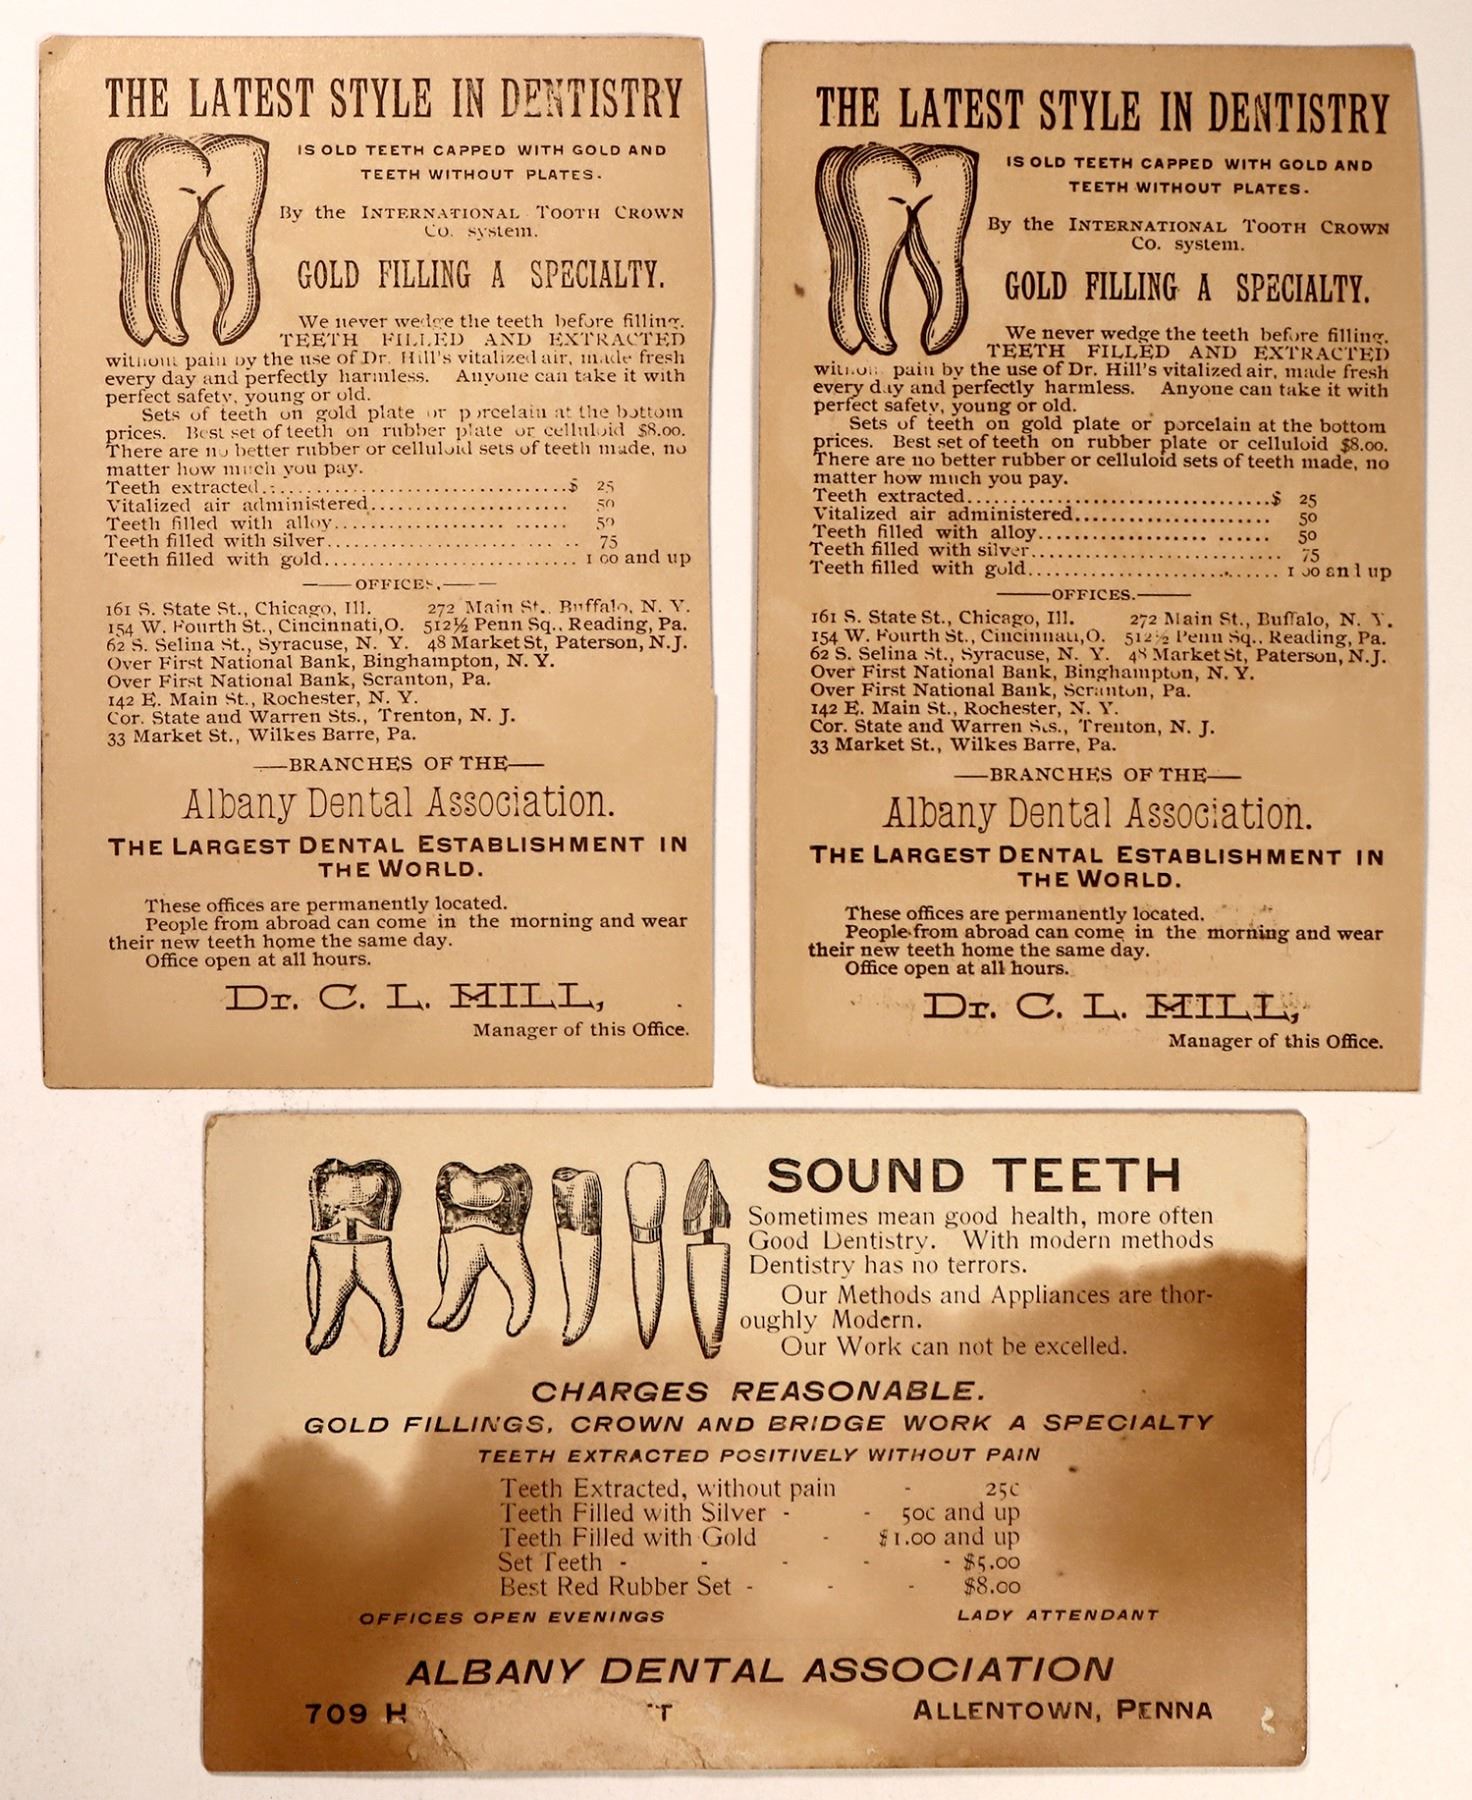 THE LATEST STYLE IN DENTISTRY
IS OLD TEETH CAPPED WITH GOLD AND
TEETH WITHOUT PLATES.
By the INTERNATIONAL TOOTH CROWN
Co. system.
GOLD FILLING A SPECIALTY.
We never wedge the teeth before filling.
TEETH FILLED AND EXTRACTED
without pain by the use of Dr. Hill's vitalized air, made fresh
every day and perfectly harmless. Anyone can take it with
perfect safety, young or old.
Sets of teeth on gold plate or porcelain at the bottom
prices. Best set of teeth on rubber plate or celluloid $8.00.
There are no better rubber or celluloid sets of teeth made, no
matter how much you pay.
Teeth extracted..............................$ 25
Vitalized air administered.................... 50
Teeth filled with alloy................. ...... 50
Teeth filled with silver........................ 75
Teeth filled with gold......................... 1 00 and up
OFFICES.
161 S. State St., Chicago, Ill. 272 Main St., Buffalo, N. Y.
154 W. Fourth St., Cincinnati,O. 512½ Penn Sq., Reading, Pa.
62 S. Selina St., Syracuse, N. Y. 48 Market St, Paterson, N.J.
Over First National Bank, Binghampton, N. Y.
Over First National Bank, Scranton, Pa.
142 E. Main St., Rochester, N. Y.
Cor. State and Warren Sts., Trenton, N. J.
33 Market St., Wilkes Barre, Pa.
BRANCHES OF THE
Albany Dental Association.
THE LARGEST DENTAL ESTABLISHMENT IN
THE WORLD.
These offices are permanently located.
People from abroad can come in the morning and wear
their new teeth home the same day.
Office open at all hours.
Dr. C. L. HILL,
Manager of this Office.
THE LATEST STYLE IN DENTISTRY
IS OLD TEETH CAPPED WITH GOLD AND
TEETH WITHOUT PLATES.
By the INTERNATIONAL TOOTH CROWN
Co. system.
GOLD FILLING A SPECIALTY.
We never wedge the teeth before filling.
TEETH FILLED AND EXTRACTED
without pain by the use of Dr. Hill's vitalized air, made fresh
every day and perfectly harmless. Anyone can take it with
perfect safety, young or old.
Sets of teeth on gold plate or porcelain at the bottom
prices. Best set of teeth on rubber plate or celluloid $8.00.
There are no better rubber or celluloid sets of teeth made, no
matter how much you pay.
Teeth extracted..............................$ 25
Vitalized air administered.................... 50
Teeth filled with alloy................. ...... 50
Teeth filled with silver........................ 75
Teeth filled with gold......................... 1 00 and up
OFFICES.
161 S. State St., Chicago, Ill. 272 Main St., Buffalo, N. Y.
154 W. Fourth St., Cincinnati,O. 512½ Penn Sq., Reading, Pa.
62 S. Selina St., Syracuse, N. Y. 48 Market St, Paterson, N.J.
Over First National Bank, Binghampton, N. Y.
Over First National Bank, Scranton, Pa.
142 E. Main St., Rochester, N. Y.
Cor. State and Warren Sts., Trenton, N. J.
33 Market St., Wilkes Barre, Pa.
BRANCHES OF THE
Albany Dental Association.
THE LARGEST DENTAL ESTABLISHMENT IN
THE WORLD.
These offices are permanently located.
People from abroad can come in the morning and wear
their new teeth home the same day.
Office open at all hours.
Dr. C. L. HILL,
Manager of this Office.
SOUND TEETH
Sometimes mean good health, more often
Good Dentistry. With modern methods
Dentistry has no terrors.
Our Methods and Appliances are thor-
oughly Modern.
Our Work can not be excelled.
CHARGES REASONABLE.
GOLD FILLINGS, CROWN AND BRIDGE WORK A SPECIALTY
TEETH EXTRACTED POSITIVELY WITHOUT PAIN
Teeth Extracted, without pain - 25c
Teeth Filled with Silver - - 50c and up
Teeth Filled with Gold - $1.00 and up
Set Teeth - - - - - $5.00
Best Red Rubber Set - - - $8.00
OFFICES OPEN EVENINGS LADY ATTENDANT
ALBANY DENTAL ASSOCIATION
709 H ALLENTOWN, PENNA